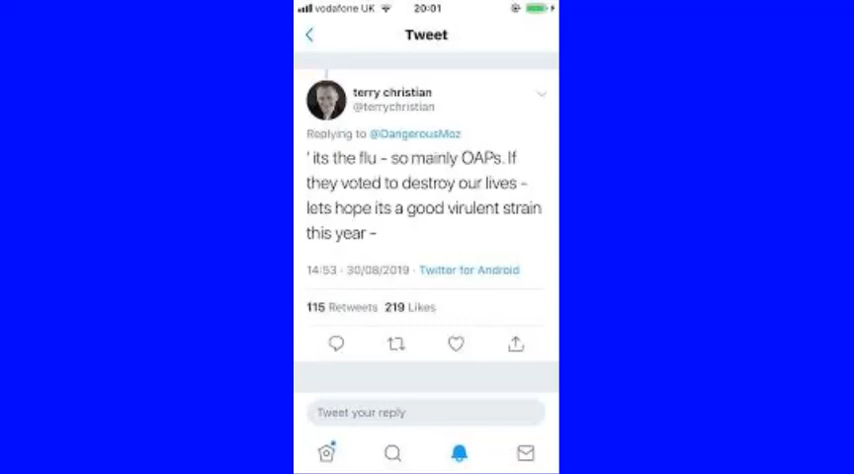 vodafone UK 20:01
Tweet
terry christian
@terrychristian
Replying to @DangerousMoz
' its the flu - so mainly OAPs. If
they voted to destroy our lives -
lets hope its a good virulent strain
this year -
14:53 · 30/08/2019 · Twitter for Android
115 Retweets 219 Likes
Tweet your reply